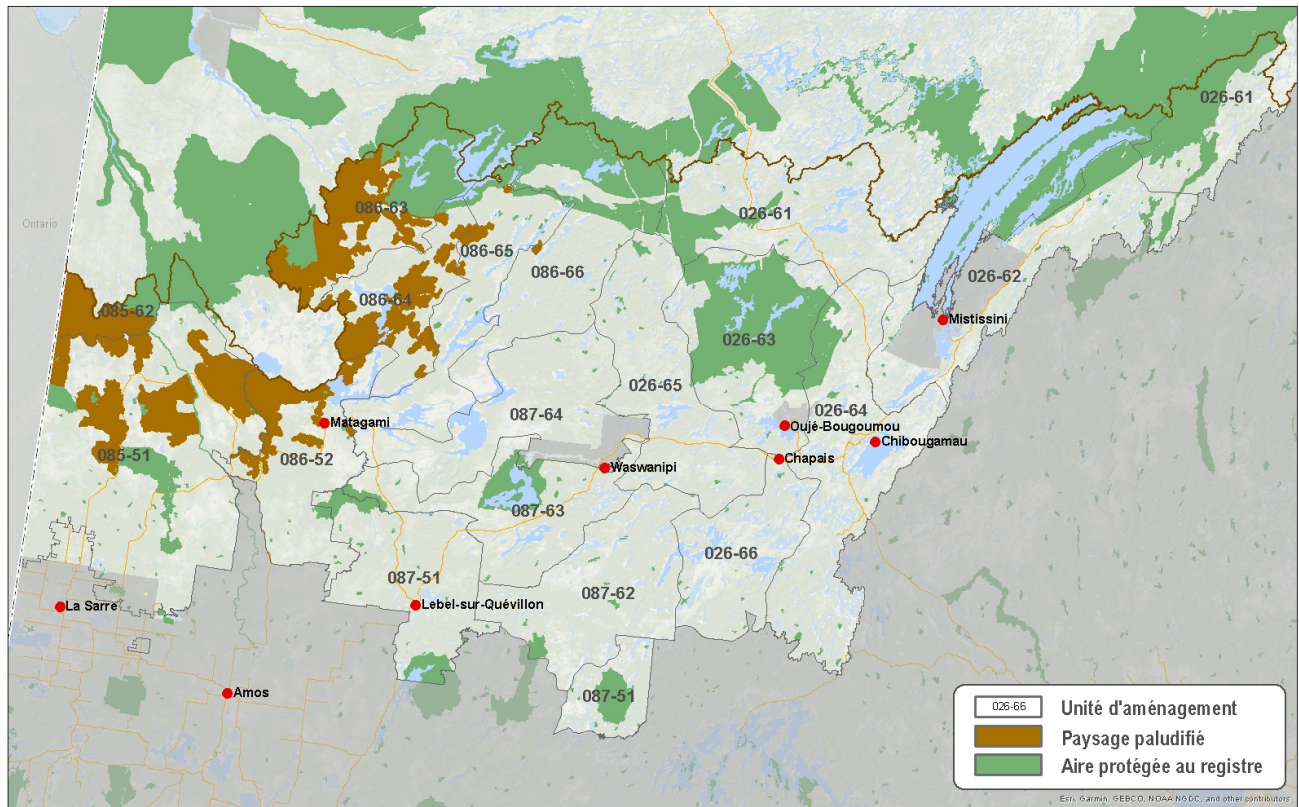 026-61
Ontario
086-63
026-61
086-65
086-66
026-62
086-64
085-62
Mistissini
026-63
026-65
087-64
026-64
Matagami
Oujé-Bougoumou
Chibougamau
085-51
086-52
Chapais
Waswanipi
087-63
026-66
087-51
087-62
La Sarre
Lebel-sur-Quévillon
Amos
087-51
026-66 Unité d'aménagement
Paysage paludifié
Aire protégée au registre
Esri, Garmin, GEBCO, NOAA NGDC, and other contributors